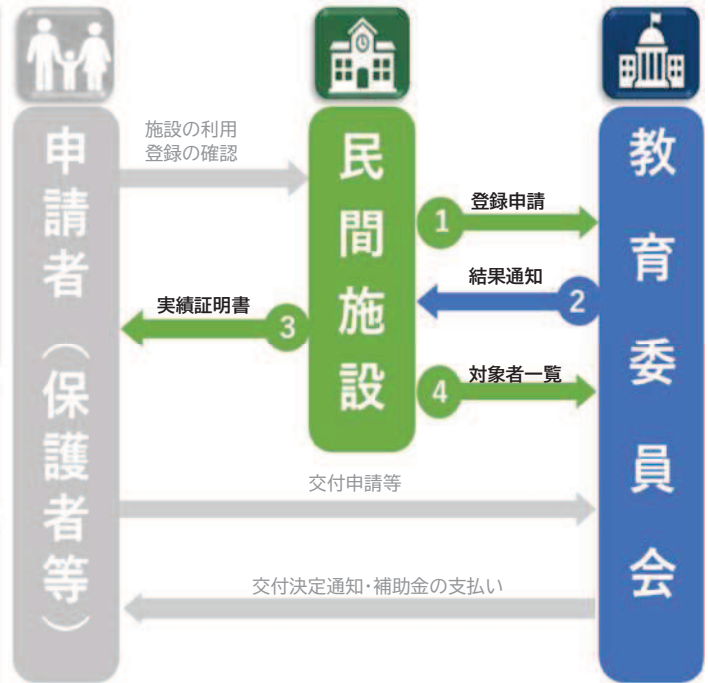 申請者（保護者等）
民間施設
教育委員会
施設の利用
登録の確認
1 登録申請
結果通知 2
実績証明書 3
4 対象者一覧
交付申請等
交付決定通知・補助金の支払い